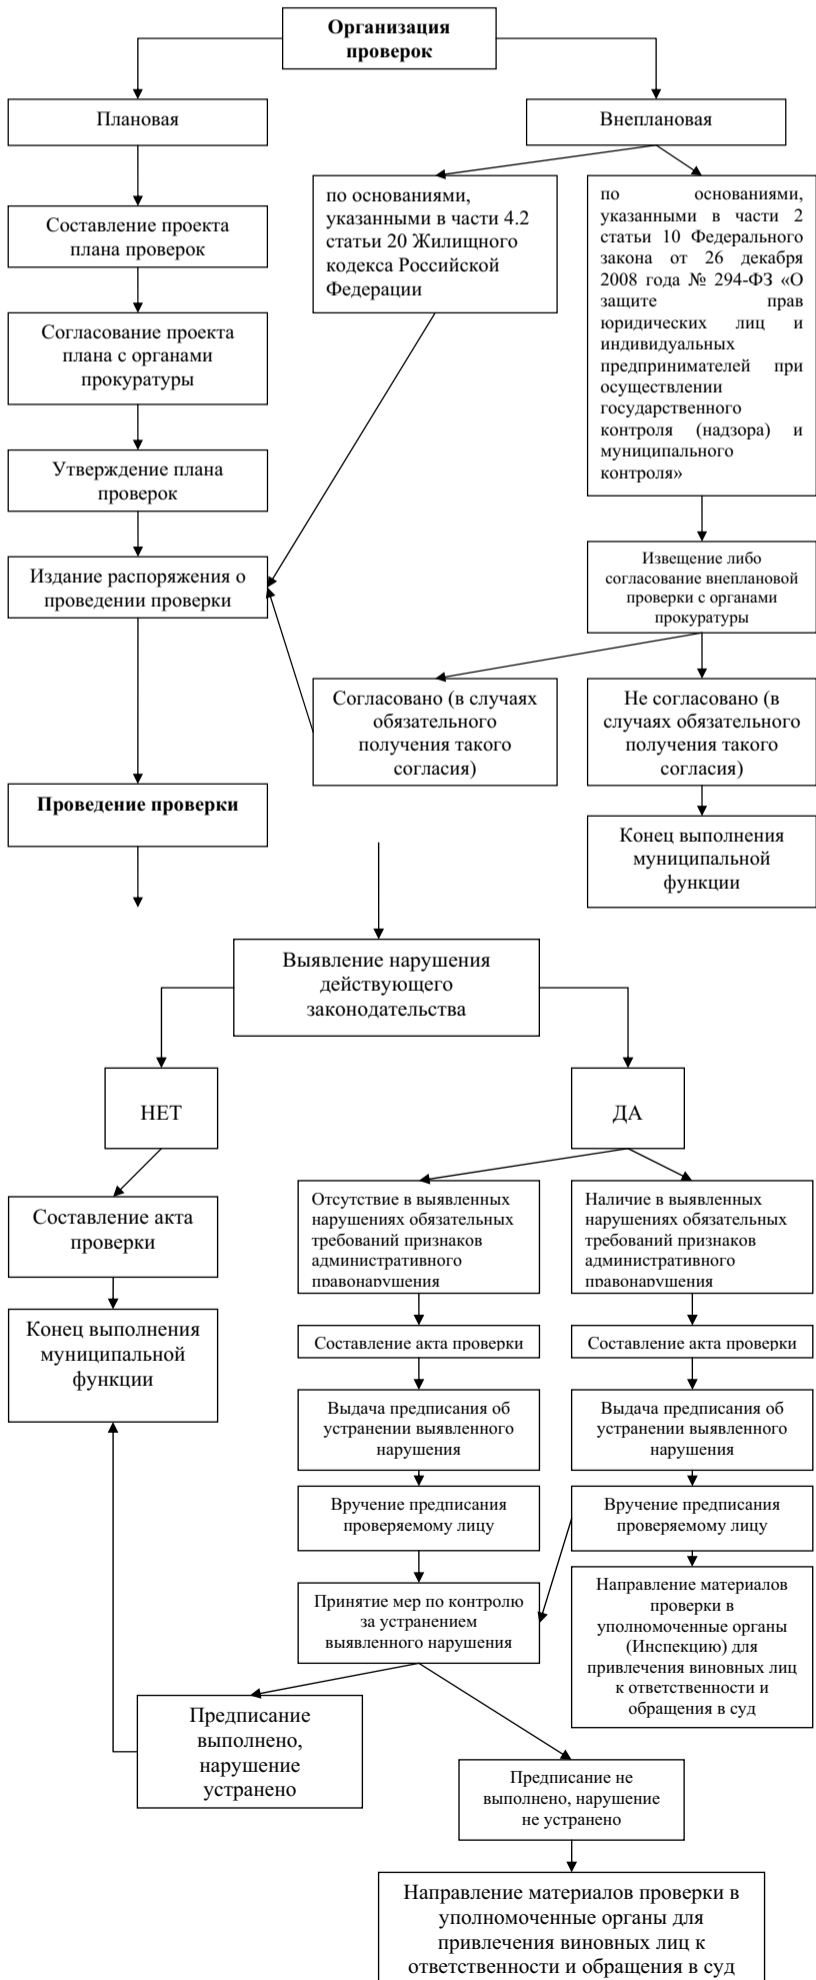 Организация
проверок
Плановая
Внеплановая
по основаниями,
указанными в части 4.2
статьи 20 Жилищного
кодекса Российской
Федерации
по основаниями,
указанными в части 2
статьи 10 Федерального
закона от 26 декабря
2008 года № 294-ФЗ «О
защите прав
юридических лиц и
индивидуальных
предпринимателей при
осуществлении
государственного
контроля (надзора) и
муниципального
контроля»
Составление проекта
плана проверок
Согласование проекта
плана с органами
прокуратуры
Утверждение плана
проверок
Издание распоряжения о
проведении проверки
Извещение либо
согласование внеплановой
проверки с органами
прокуратуры
Согласовано (в случаях
обязательного
получения такого
согласия)
Не согласовано (в
случаях обязательного
получения такого
согласия)
Проведение проверки
Конец выполнения
муниципальной
функции
Выявление нарушения
действующего
законодательства
НЕТ
ДА
Составление акта
проверки
Конец выполнения
муниципальной
функции
Отсутствие в выявленных
нарушениях обязательных
требований признаков
административного
правонарушения
Наличие в выявленных
нарушениях обязательных
требований признаков
административного
правонарушения
Составление акта проверки
Составление акта проверки
Выдача предписания об
устранении выявленного
нарушения
Выдача предписания об
устранении выявленного
нарушения
Вручение предписания
проверяемому лицу
Вручение предписания
проверяемому лицу
Принятие мер по контролю
за устранением
выявленного нарушения
Направление материалов
проверки в
уполномоченные органы
(Инспекцию) для
привлечения виновных лиц
к ответственности и
обращения в суд
Предписание
выполнено,
нарушение
устранено
Предписание не
выполнено, нарушение
не устранено
Направление материалов проверки в
уполномоченные органы для
привлечения виновных лиц к
ответственности и обращения в суд